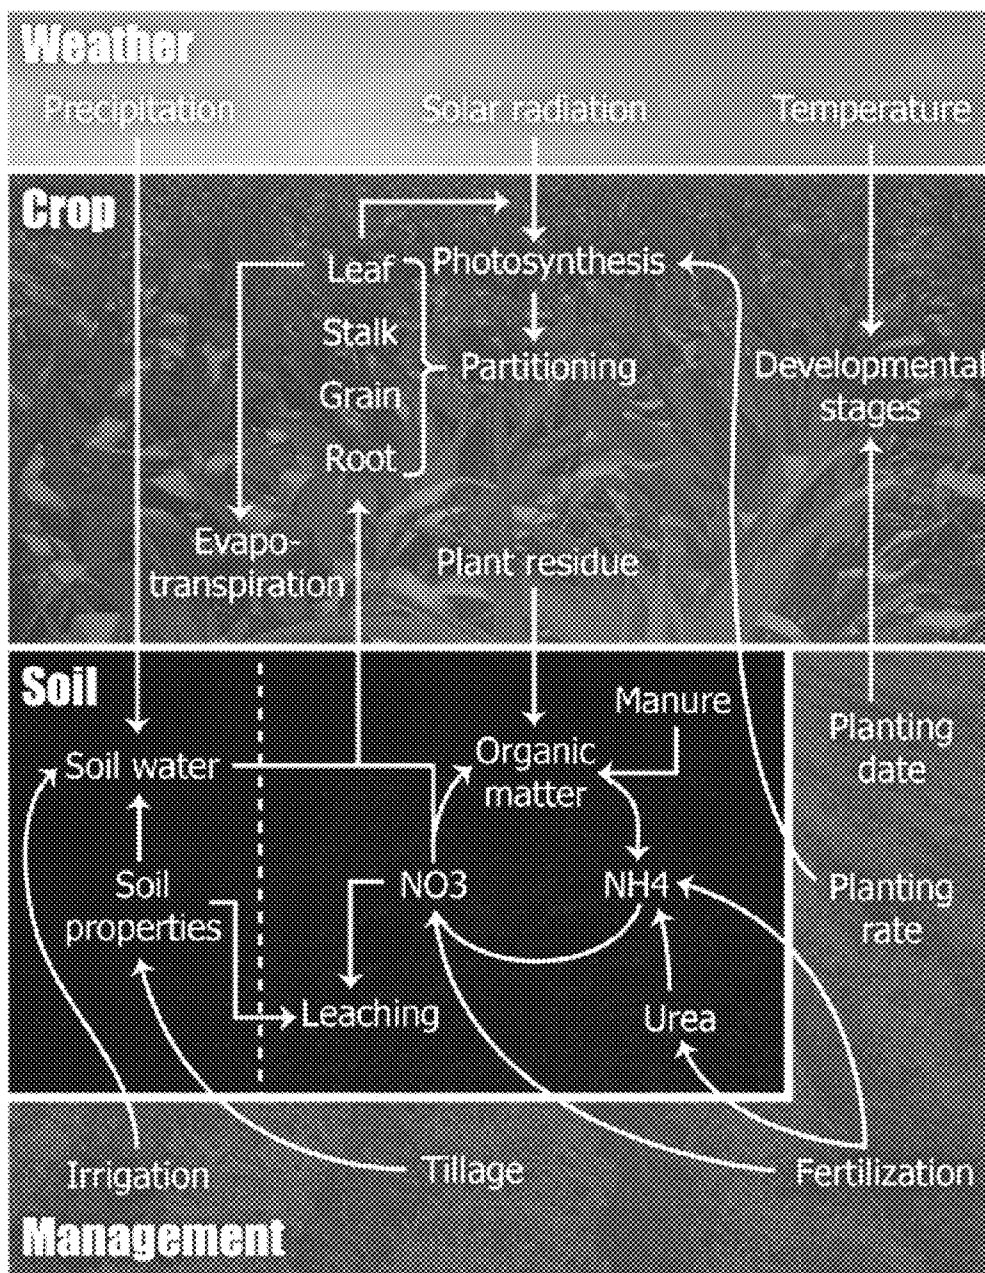 Weather
Precipitation
Solar radiation
Temperature
Crop
Leaf
Photosynthesis
Stalk
Partitioning
Developmental
stages
Grain
Root
Evapo-
transpiration
Plant residue
Soil
Manure
Planting
date
Soil water
Organic
matter
Soil
properties
NO3
NH4
Planting
rate
Leaching
Urea
Irrigation
Tillage
Fertilization
Management